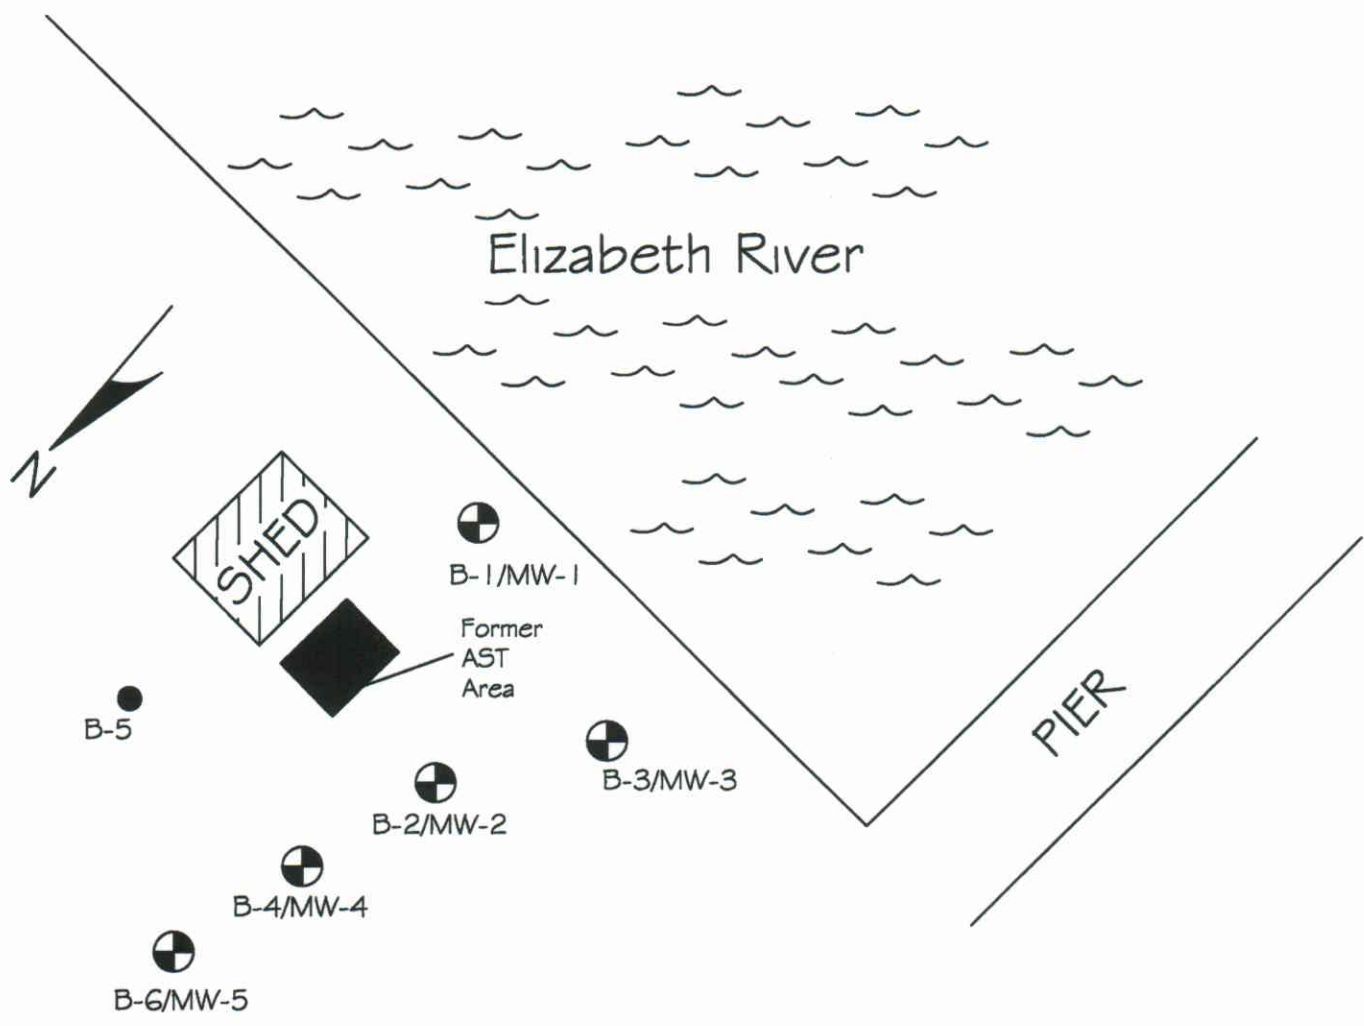 Elizabeth River
N
SHED
B-1/MW-1
Former
AST
Area
PIER
B-5
B-3/MW-3
B-2/MW-2
B-4/MW-4
B-6/MW-5